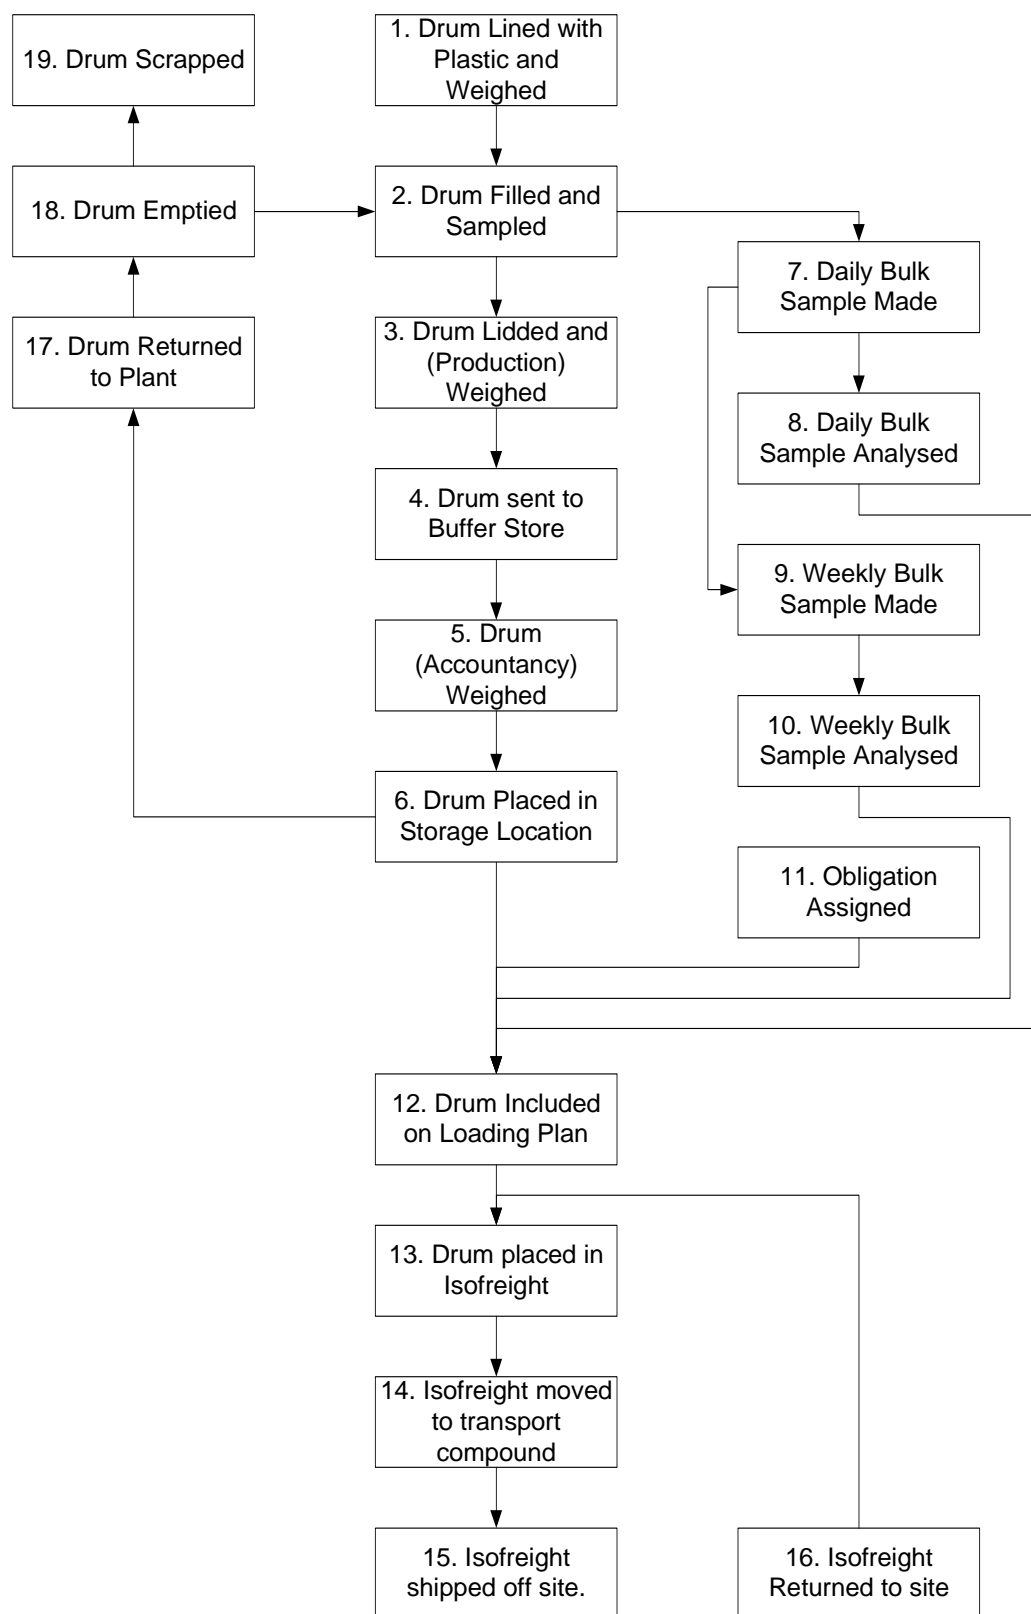 19. Drum Scrapped
1. Drum Lined with
Plastic and
Weighed
18. Drum Emptied
2. Drum Filled and
Sampled
7. Daily Bulk
Sample Made
17. Drum Returned
to Plant
3. Drum Lidded and
(Production)
Weighed
8. Daily Bulk
Sample Analysed
4. Drum sent to
Buffer Store
9. Weekly Bulk
Sample Made
5. Drum
(Accountancy)
Weighed
10. Weekly Bulk
Sample Analysed
6. Drum Placed in
Storage Location
11. Obligation
Assigned
12. Drum Included
on Loading Plan
13. Drum placed in
Isofreight
14. Isofreight moved
to transport
compound
15. Isofreight
shipped off site.
16. Isofreight
Returned to site